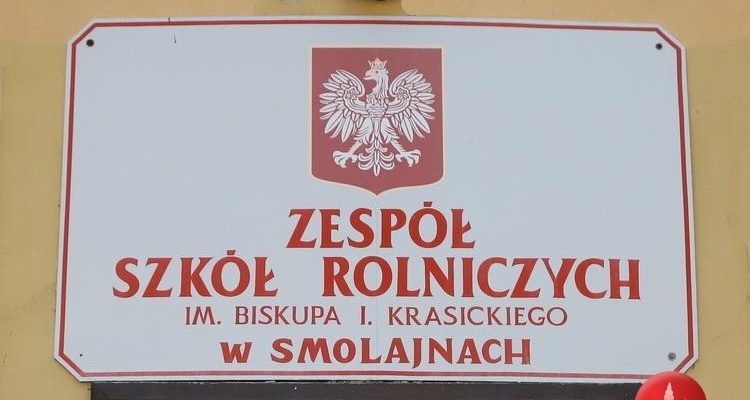 ZESPÓŁ
SZKÓŁ ROLNICZYCH
IM. BISKUPA I. KRASICKIEGO
W SMOLAJNACH